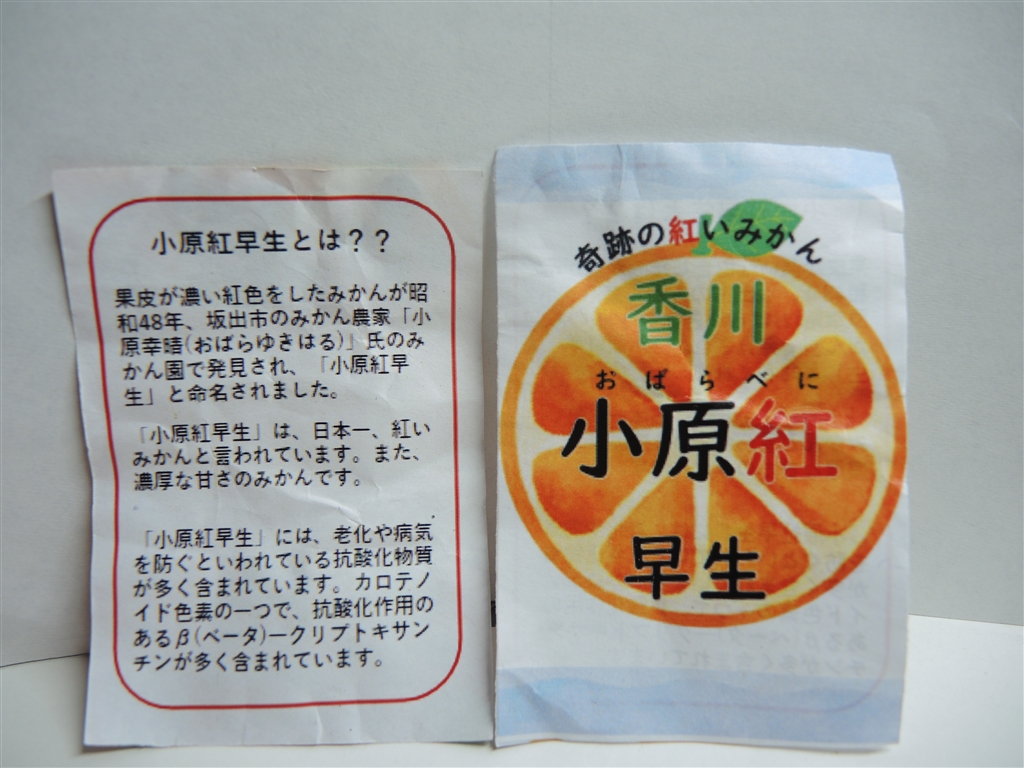 小原紅早生とは？？
果皮が濃い紅色をしたみかんが昭
和48年、坂出市のみかん農家「小
原幸晴(おばらゆきはる)」氏のみ
かん園で発見され、「小原紅早
生」と命名されました。
「小原紅早生」は、日本一、紅い
みかんと言われています。また、
濃厚な甘さのみかんです。
「小原紅早生」には、老化や病気
を防ぐといわれている抗酸化物質
が多く含まれています。カロテノ
イド色素の一つで、抗酸化作用の
あるβ(ベータ)ークリプトキサン
チンが多く含まれています。
奇跡の紅いみかん
香川
おばらべに
小原紅
早生